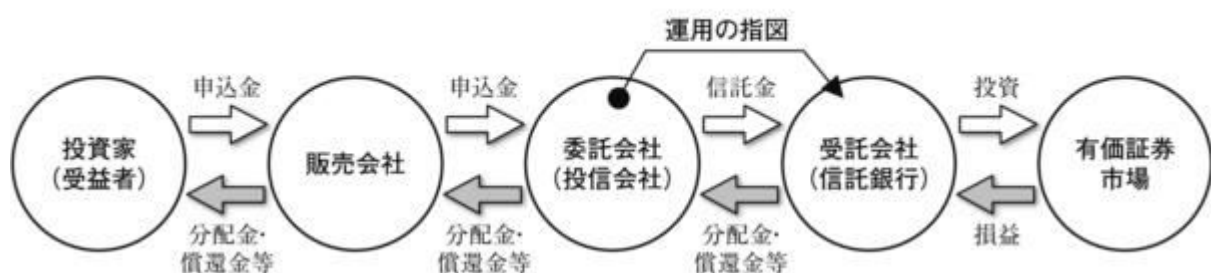 運用の指図
申込金
申込金
信託金
投資
投資家
(受益者)
販売会社
委託会社
(投信会社)
受託会社
(信託銀行)
有価証券
市場
分配金・
償還金等
分配金・
償還金等
分配金・
償還金等
損益